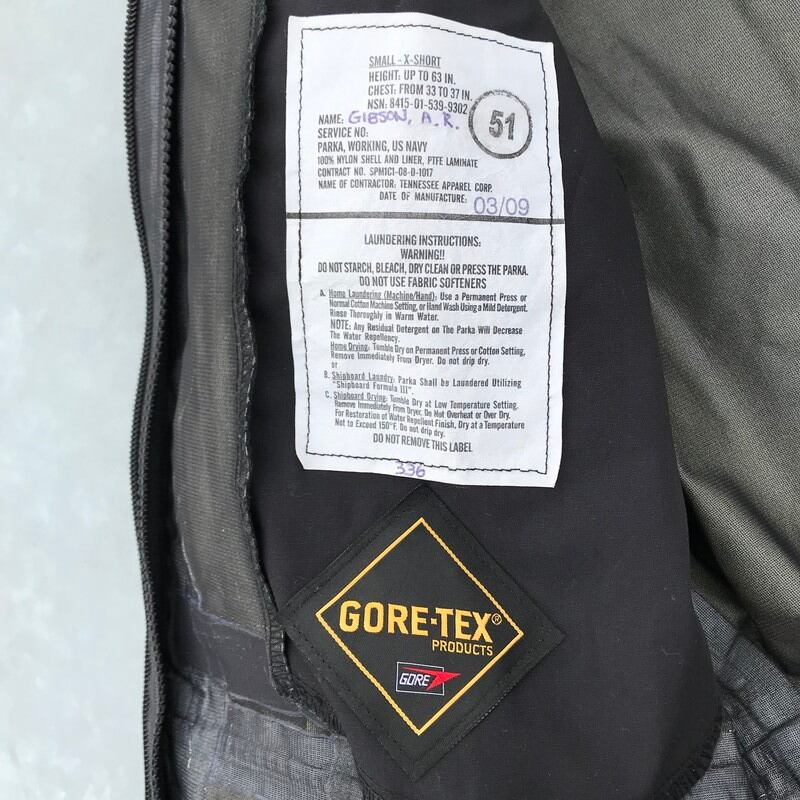 SMALL - X-SHORT
HEIGHT: UP TO 63 IN.
CHEST: FROM 33 TO 37 IN.
NSN: 8415-01-539-9302
NAME: GIBSON, A.R.
51
SERVICE NO:
PARKA, WORKING, US NAVY
100% NYLON SHELL AND LINER, PTFE LAMINATE
CONTRACT NO. SPM1C1-08-D-1017
NAME OF CONTRACTOR: TENNESSEE APPAREL CORP.
DATE OF MANUFACTURE: 03/09
LAUNDERING INSTRUCTIONS:
WARNING!!
DO NOT STARCH, BLEACH, DRY CLEAN OR PRESS THE PARKA.
DO NOT USE FABRIC SOFTENERS
A. Home Laundering (Machine/Hand): Use a Permanent Press or
Normal Cotton Machine Setting, or Hand Wash Using a Mild Detergent.
Rinse Thoroughly in Warm Water.
NOTE: Any Residual Detergent on The Parka Will Decrease
The Water Repellency.
Home Drying: Tumble Dry on Permanent Press or Cotton Setting,
Remove Immediately From Dryer. Do not drip dry.
or
B. Shipboard Laundry: Parka Shall be Laundered Utilizing
"Shipboard Formula III".
C. Shipboard Drying: Tumble Dry at Low Temperature Setting.
Remove Immediately From Dryer. Do Not Overheat or Over Dry.
For Restoration of Water Repellent Finish, Dry at a Temperature
Not to Exceed 150°F. Do not drip dry.
DO NOT REMOVE THIS LABEL
336
GORE-TEX®
PRODUCTS
GORE